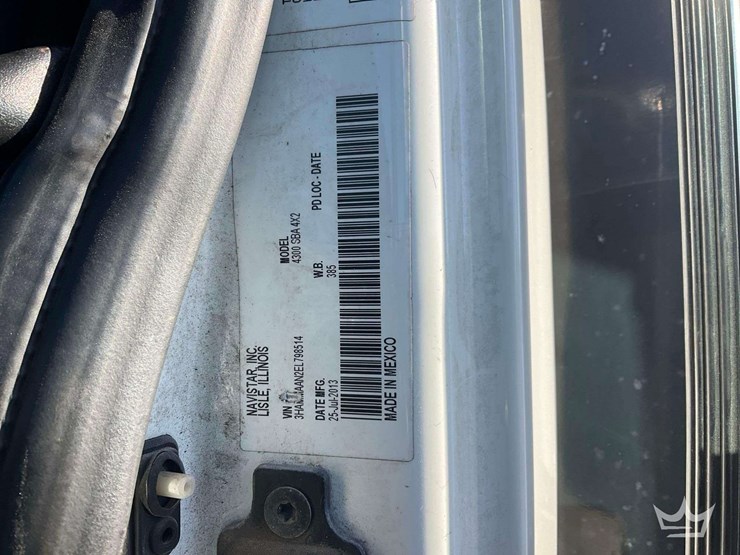 NAVISTAR, INC.
LISLE, ILLINOIS
VIN
MODEL
4300 SBA 4X2
DATE MFG.
25-Jul-2013
W.B.
385
PD LOC - DATE
MADE IN MEXICO